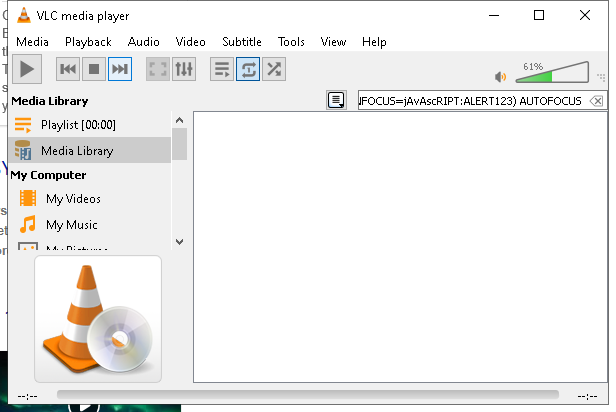 VLC media player
Media Playback Audio Video Subtitle Tools View Help
61%
Media Library
NFOCUS=jAvAscRIPT:ALERT123) AUTOFOCUS
Playlist [00:00]
Media Library
My Computer
My Videos
My Music
My Pictures
--:-- --:--